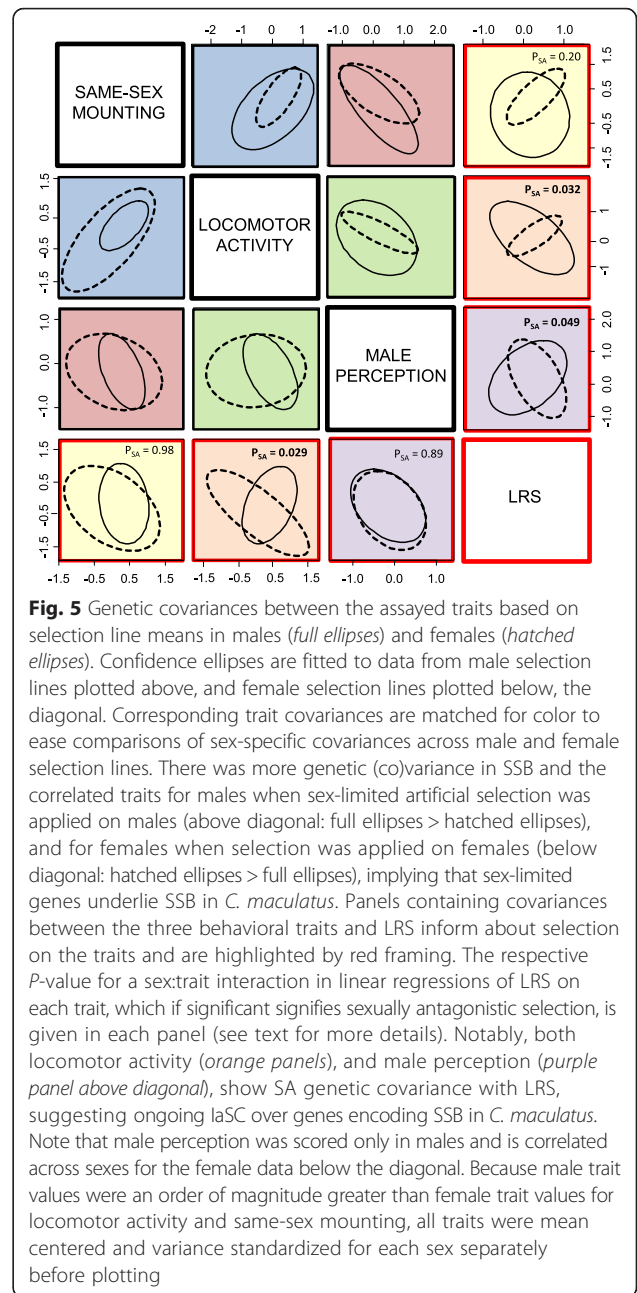 -2 -1 0 1
-1.0 0.0 1.0
0.0 1.0
SAME-SEX
MOUNTING
P_SA = 0.20
-1.5 -0.5 0.5 1.5
-1.5 -0.5 0.5 1.5
LOCOMOTOR
ACTIVITY
P_SA = 0.032
-1 0 1
-1.0 0.0 1.0
MALE
PERCEPTION
P_SA = 0.049
-1.0 0.0 1.0 2.0
-1.5 -0.5 0.5 1.5
P_SA = 0.98
P_SA = 0.029
P_SA = 0.89
LRS
-1.5 -0.5 0.5 1.5
-1.5 -0.5 0.5 1.5
-1.0 0.0 1.0
Fig. 5 Genetic covariances between the assayed traits based on
selection line means in males (full ellipses) and females (hatched
ellipses). Confidence ellipses are fitted to data from male selection
lines plotted above, and female selection lines plotted below, the
diagonal. Corresponding trait covariances are matched for color to
ease comparisons of sex-specific covariances across male and female
selection lines. There was more genetic (co)variance in SSB and the
correlated traits for males when sex-limited artificial selection was
applied on males (above diagonal: full ellipses > hatched ellipses),
and for females when selection was applied on females (below
diagonal: hatched ellipses > full ellipses), implying that sex-limited
genes underlie SSB in C. maculatus. Panels containing covariances
between the three behavioral traits and LRS inform about selection
on the traits and are highlighted by red framing. The respective
P-value for a sex:trait interaction in linear regressions of LRS on
each trait, which if significant signifies sexually antagonistic selection, is
given in each panel (see text for more details). Notably, both
locomotor activity (orange panels), and male perception (purple
panel above diagonal), show SA genetic covariance with LRS,
suggesting ongoing IaSC over genes encoding SSB in C. maculatus.
Note that male perception was scored only in males and is correlated
across sexes for the female data below the diagonal. Because male trait
values were an order of magnitude greater than female trait values for
locomotor activity and same-sex mounting, all traits were mean
centered and variance standardized for each sex separately
before plotting